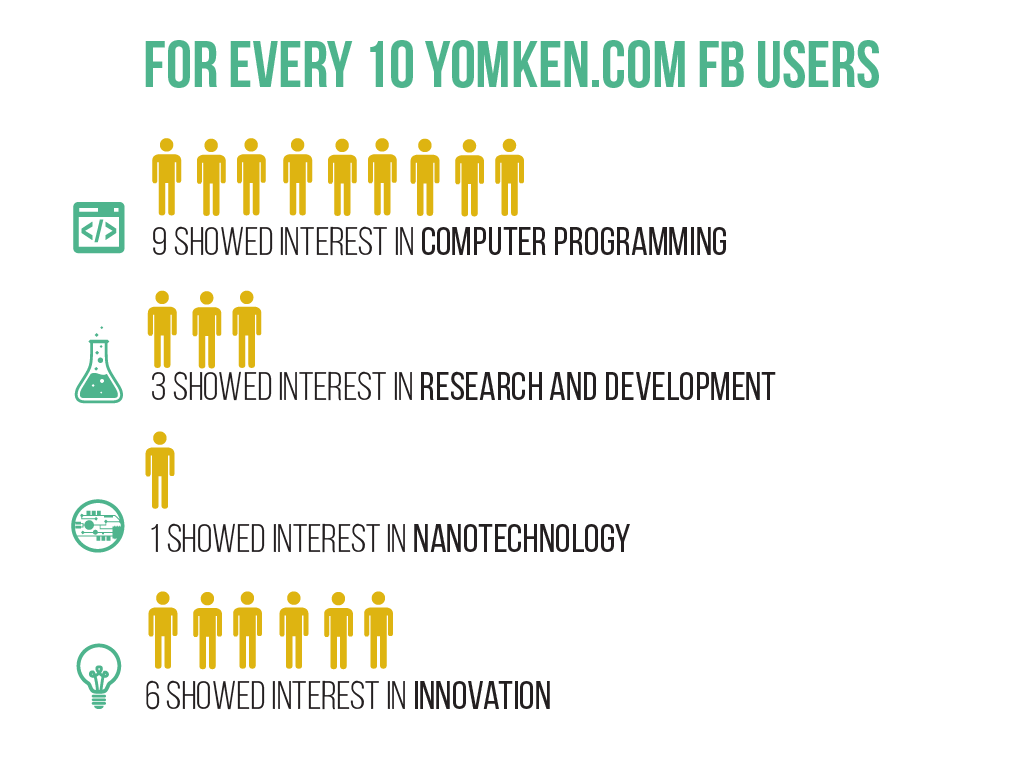 FOR EVERY 10 YOMKEN.COM FB USERS
</>
9 SHOWED INTEREST IN COMPUTER PROGRAMMING
3 SHOWED INTEREST IN RESEARCH AND DEVELOPMENT
1 SHOWED INTEREST IN NANOTECHNOLOGY
6 SHOWED INTEREST IN INNOVATION